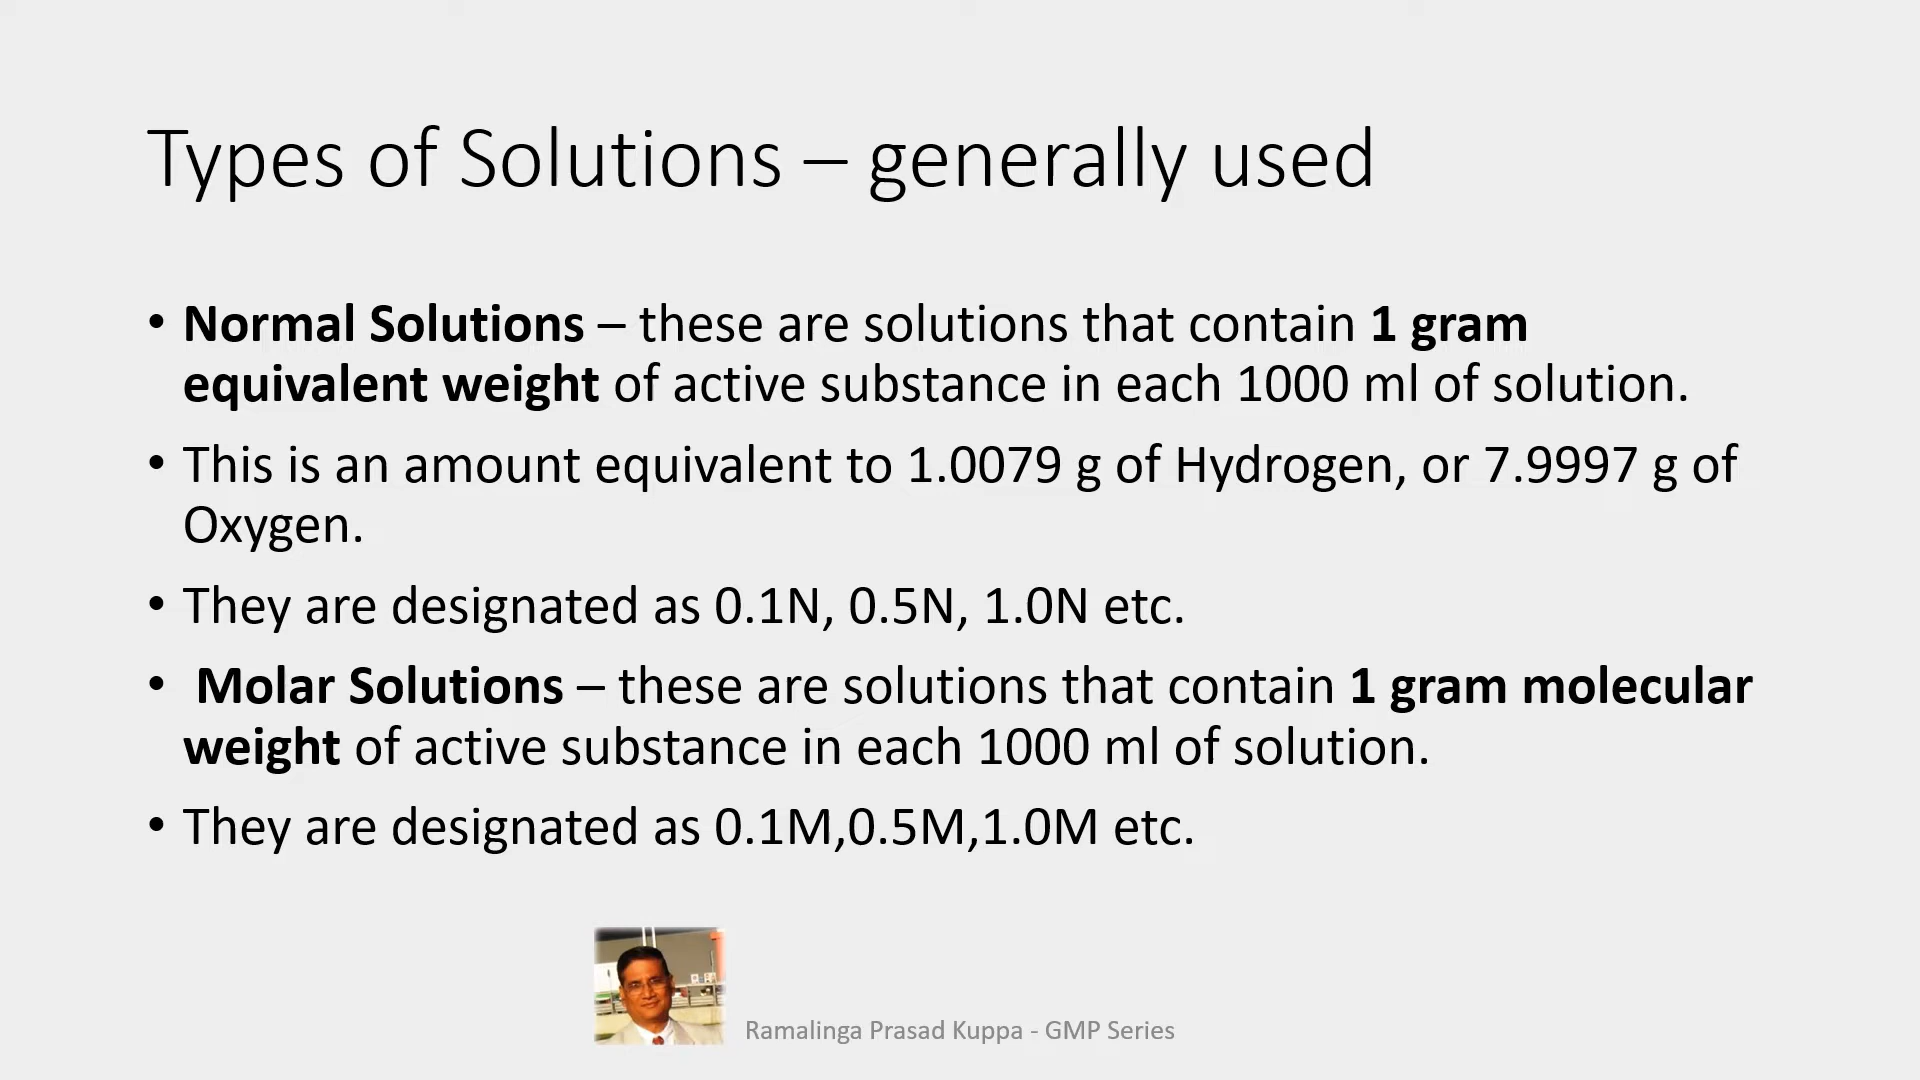 Types of Solutions – generally used
• Normal Solutions – these are solutions that contain 1 gram
equivalent weight of active substance in each 1000 ml of solution.
• This is an amount equivalent to 1.0079 g of Hydrogen, or 7.9997 g of
Oxygen.
• They are designated as 0.1N, 0.5N, 1.0N etc.
• Molar Solutions – these are solutions that contain 1 gram molecular
weight of active substance in each 1000 ml of solution.
• They are designated as 0.1M,0.5M,1.0M etc.
Ramalinga Prasad Kuppa - GMP Series